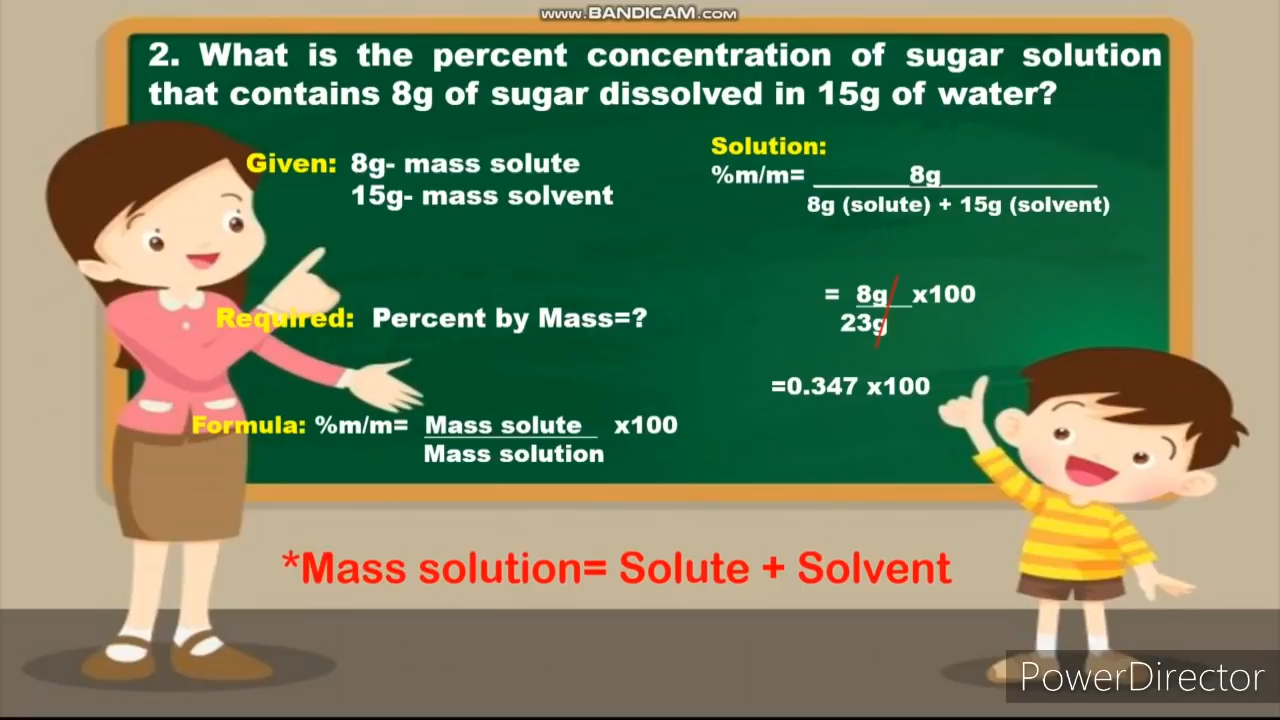 www.BANDICAM.com
2. What is the percent concentration of sugar solution
that contains 8g of sugar dissolved in 15g of water?
Given: 8g- mass solute
15g- mass solvent
Required: Percent by Mass=?
Formula: %m/m= Mass solute x100
Mass solution
Solution:
%m/m= 8g
8g (solute) + 15g (solvent)
= 8g x100
23g
=0.347 x100
*Mass solution= Solute + Solvent
PowerDirector